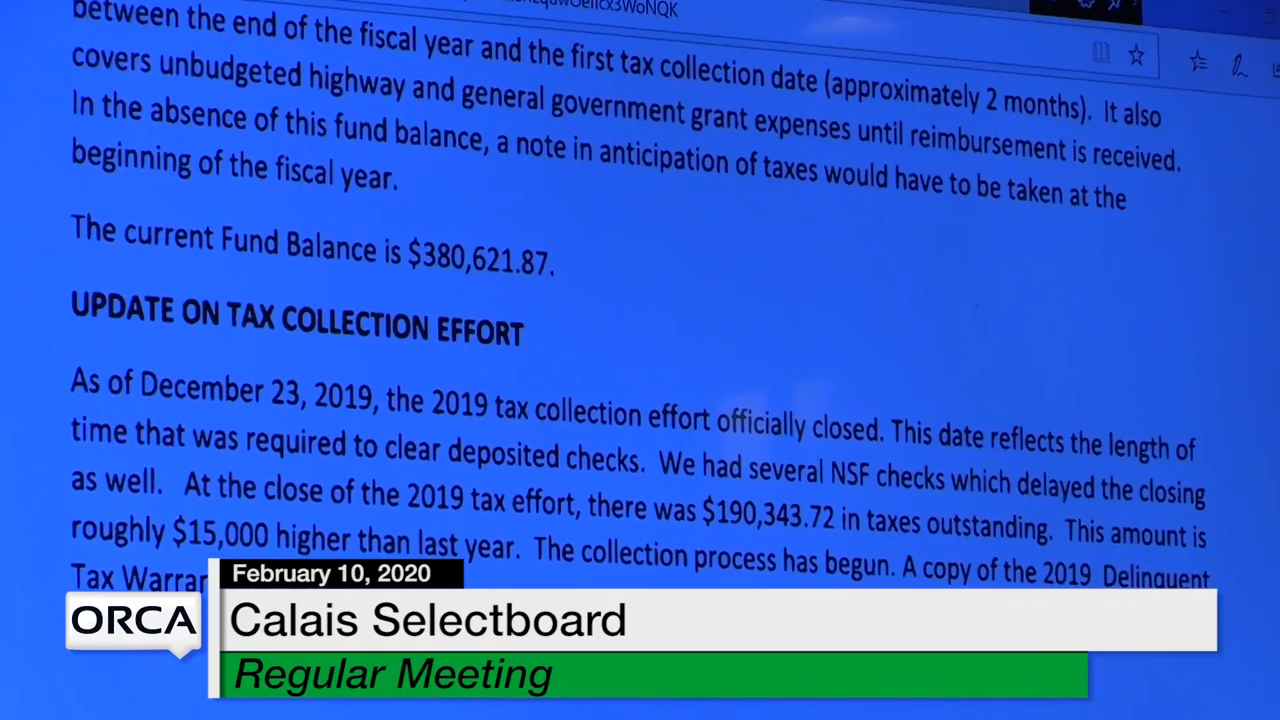 between the end of the fiscal year and the first tax collection date (approximately 2 months). It also
covers unbudgeted highway and general government grant expenses until reimbursement is received.
In the absence of this fund balance, a note in anticipation of taxes would have to be taken at the
beginning of the fiscal year.
The current Fund Balance is $380,621.87.
UPDATE ON TAX COLLECTION EFFORT
As of December 23, 2019, the 2019 tax collection effort officially closed. This date reflects the length of
time that was required to clear deposited checks. We had several NSF checks which delayed the closing
as well. At the close of the 2019 tax effort, there was $190,343.72 in taxes outstanding. This amount is
roughly $15,000 higher than last year. The collection process has begun. A copy of the 2019 Delinquent
Tax
February 10, 2020
ORCA
Calais Selectboard
Regular Meeting